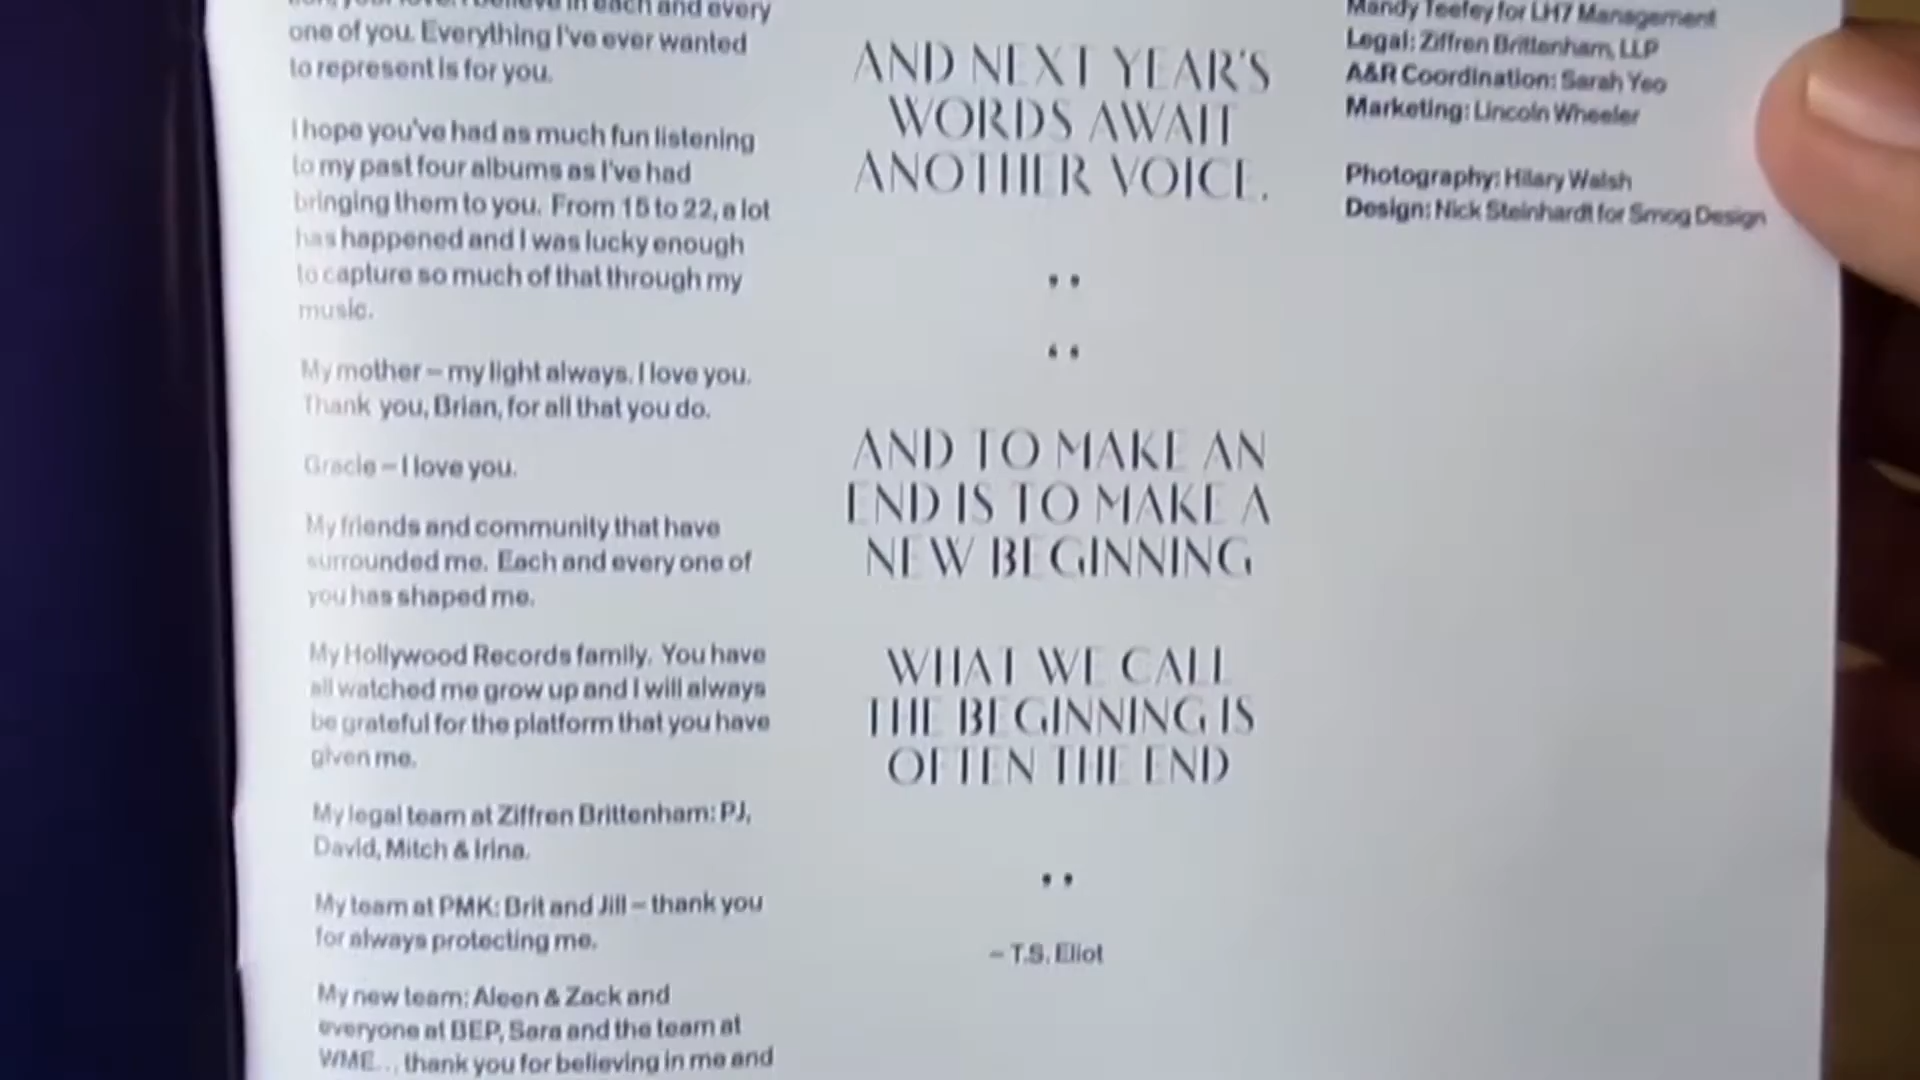 believe in each and every
one of you. Everything I've ever wanted
to represent is for you.
I hope you've had as much fun listening
to my past four albums as I've had
bringing them to you. From 15 to 22, a lot
has happened and I was lucky enough
to capture so much of that through my
music.
My mother – my light always. I love you.
Thank you, Brian, for all that you do.
Gracie – I love you.
My friends and community that have
surrounded me. Each and every one of
you has shaped me.
My Hollywood Records family. You have
all watched me grow up and I will always
be grateful for the platform that you have
given me.
My legal team at Ziffren Brittenham: PJ,
David, Mitch & Irina.
My team at PMK: Brit and Jill – thank you
for always protecting me.
My new team: Aleen & Zack and
everyone at BEP, Sara and the team at
WME... thank you for believing in me and
AND NEXT YEAR'S
WORDS AWAIT
ANOTHER VOICE.
"
"
AND TO MAKE AN
END IS TO MAKE A
NEW BEGINNING
WHAT WE CALL
THE BEGINNING IS
OFTEN THE END
"
– T.S. Eliot
Mandy Teefey for LH7 Management
Legal: Ziffren Brittenham, LLP
A&R Coordination: Sarah Yeo
Marketing: Lincoln Wheeler
Photography: Hilary Walsh
Design: Nick Steinhardt for Smog Design